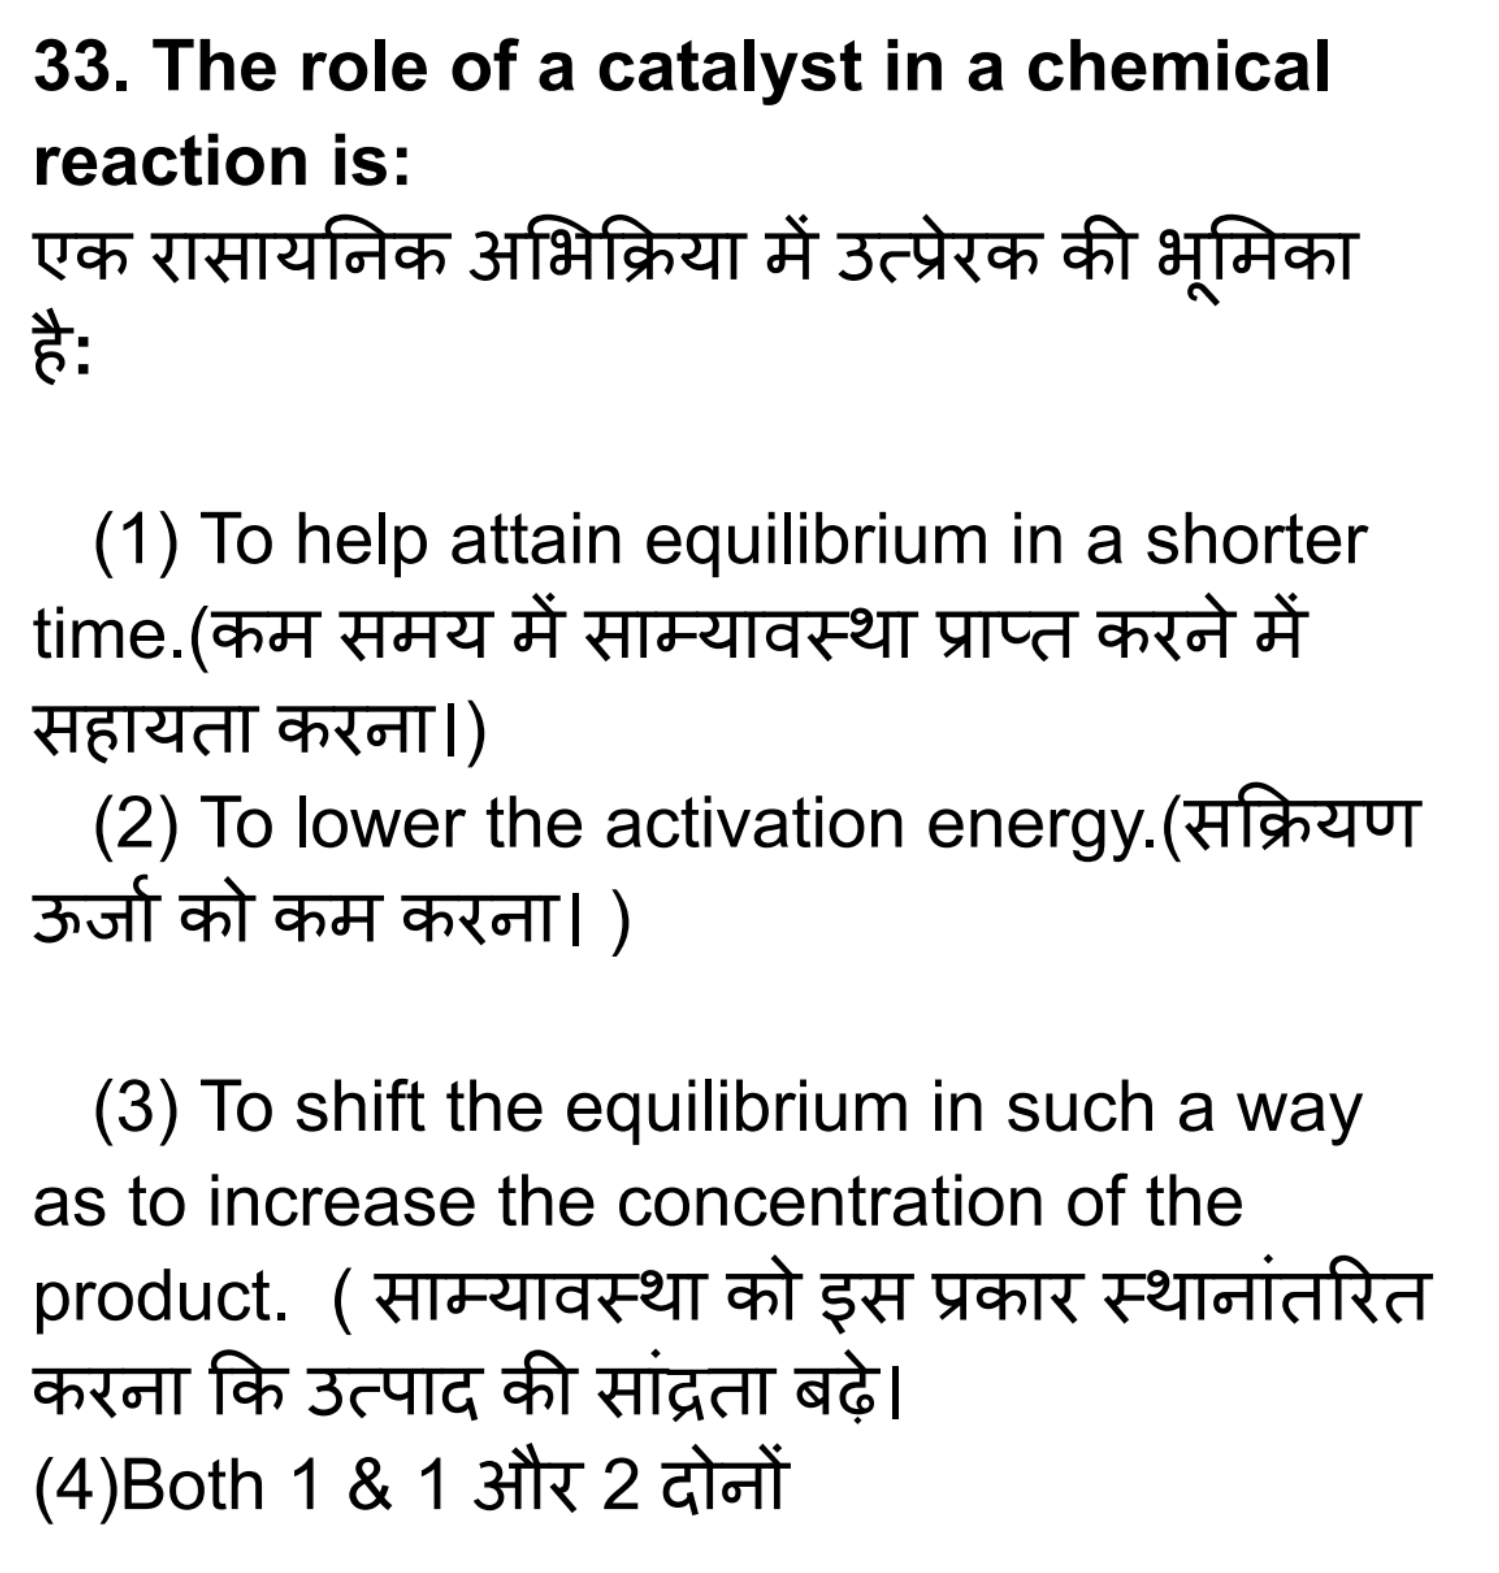 33. The role of a catalyst in a chemical
reaction is:
एक रासायनिक अभिक्रिया में उत्प्रेरक की भूमिका
है:
(1) To help attain equilibrium in a shorter
time.(कम समय में साम्यावस्था प्राप्त करने में
सहायता करना।)
(2) To lower the activation energy.(सक्रियण
ऊर्जा को कम करना। )
(3) To shift the equilibrium in such a way
as to increase the concentration of the
product. ( साम्यावस्था को इस प्रकार स्थानांतरित
करना कि उत्पाद की सांद्रता बढ़े।
(4)Both 1 & 1 और 2 दोनों